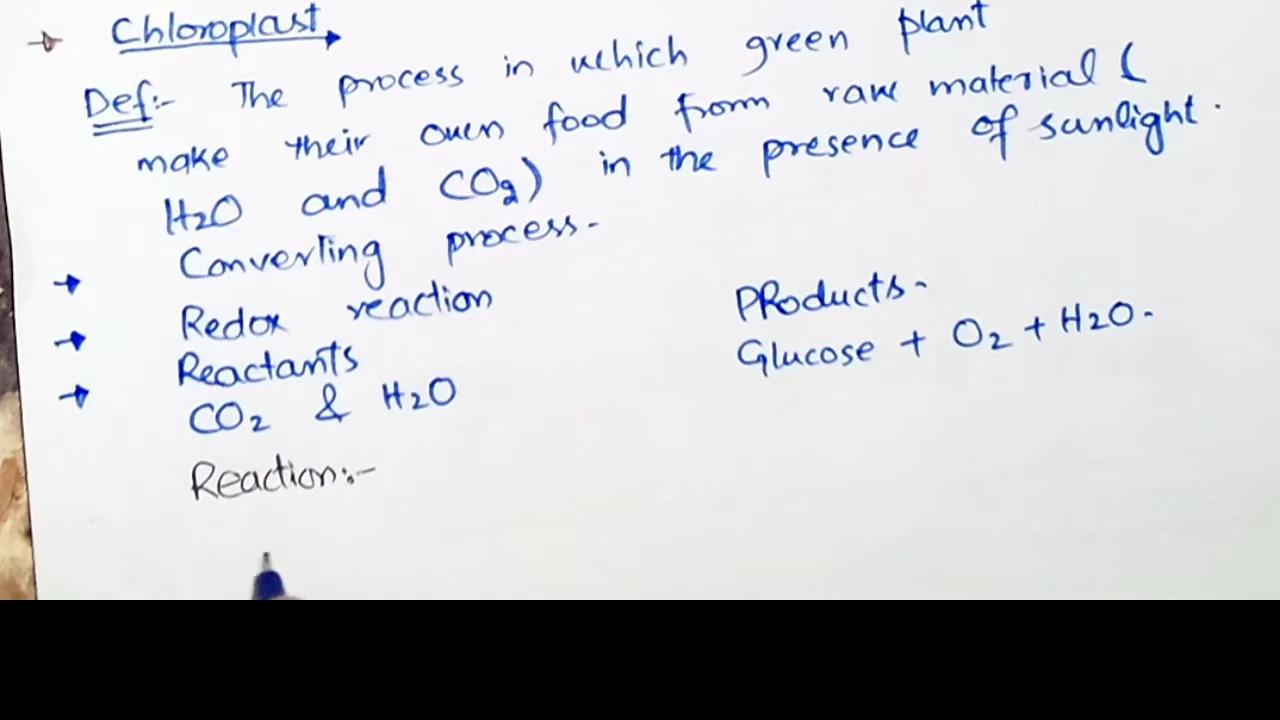 Chloroplast
Def:- The process in which green plant
make their own food from raw material (
H2O and CO2) in the presence of sunlight.
Converting process.
Redox reaction
Reactants
CO2 & H2O
Products.
Glucose + O2 + H2O.
Reaction:-